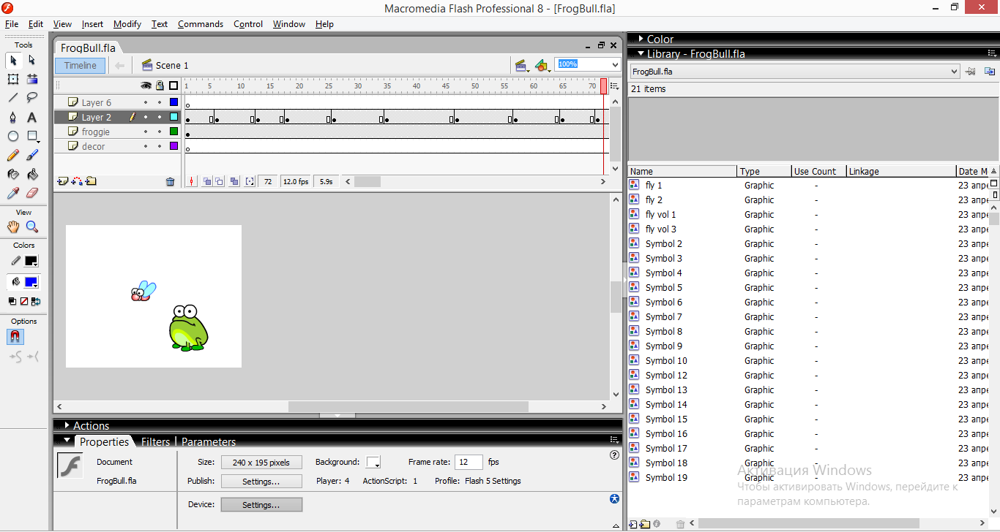 Macromedia Flash Professional 8 - [FrogBull.fla]
File Edit View Insert Modify Text Commands Control Window Help
Tools
View
Colors
Options
FrogBull.fla
Timeline
Scene 1
100%
1 5 10 15 20 25 30 35 40 45 50 55 60 65 70
Layer 6
Layer 2
froggie
decor
72 12.0 fps 5.9s
Actions
Properties Filters Parameters
Document
FrogBull.fla
Size: 240 x 195 pixels Background: Frame rate: 12 fps
Publish: Settings... Player: 4 ActionScript: 1 Profile: Flash 5 Settings
Device: Settings...
Color
Library - FrogBull.fla
FrogBull.fla
21 items
Name Type Use Count Linkage Date M
fly 1 Graphic - 23 апре
fly 2 Graphic - 23 апре
fly vol 1 Graphic - 23 апре
fly vol 3 Graphic - 23 апре
Symbol 2 Graphic - 23 апре
Symbol 3 Graphic - 23 апре
Symbol 4 Graphic - 23 апре
Symbol 5 Graphic - 23 апре
Symbol 6 Graphic - 23 апре
Symbol 7 Graphic - 23 апре
Symbol 8 Graphic - 23 апре
Symbol 9 Graphic - 23 апре
Symbol 10 Graphic - 23 апре
Symbol 12 Graphic - 23 апре
Symbol 13 Graphic - 23 апре
Symbol 14 Graphic - 23 апре
Symbol 15 Graphic - 23 апре
Symbol 16 Graphic - 23 апре
Symbol 17 Graphic - 23 апре
Symbol 18 Graphic - 23 апре
Symbol 19 Graphic - 23 апре
Активация Windows
Чтобы активировать Windows, перейдите к
параметрам компьютера.